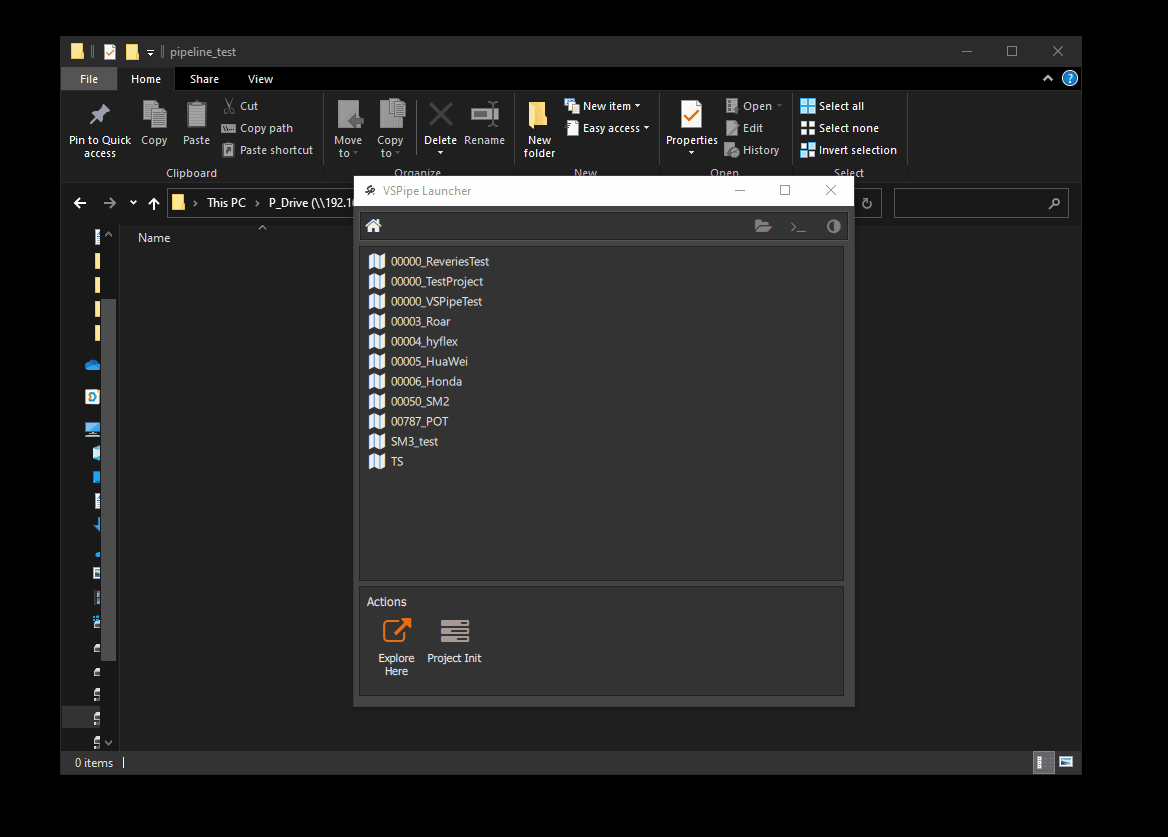 pipeline_test
File Home Share View
Pin to Quick access
Copy
Paste
Cut
Copy path
Paste shortcut
Clipboard
Move to
Copy to
Delete
Rename
Organize
New folder
New item
Easy access
New
Properties
Open
Edit
History
Open
Select all
Select none
Invert selection
Select
This PC > P_Drive (\\192.1
Name
VSPipe Launcher
00000_ReveriesTest
00000_TestProject
00000_VSPipeTest
00003_Roar
00004_hyflex
00005_HuaWei
00006_Honda
00050_SM2
00787_POT
SM3_test
TS
Actions
Explore Here
Project Init
0 items